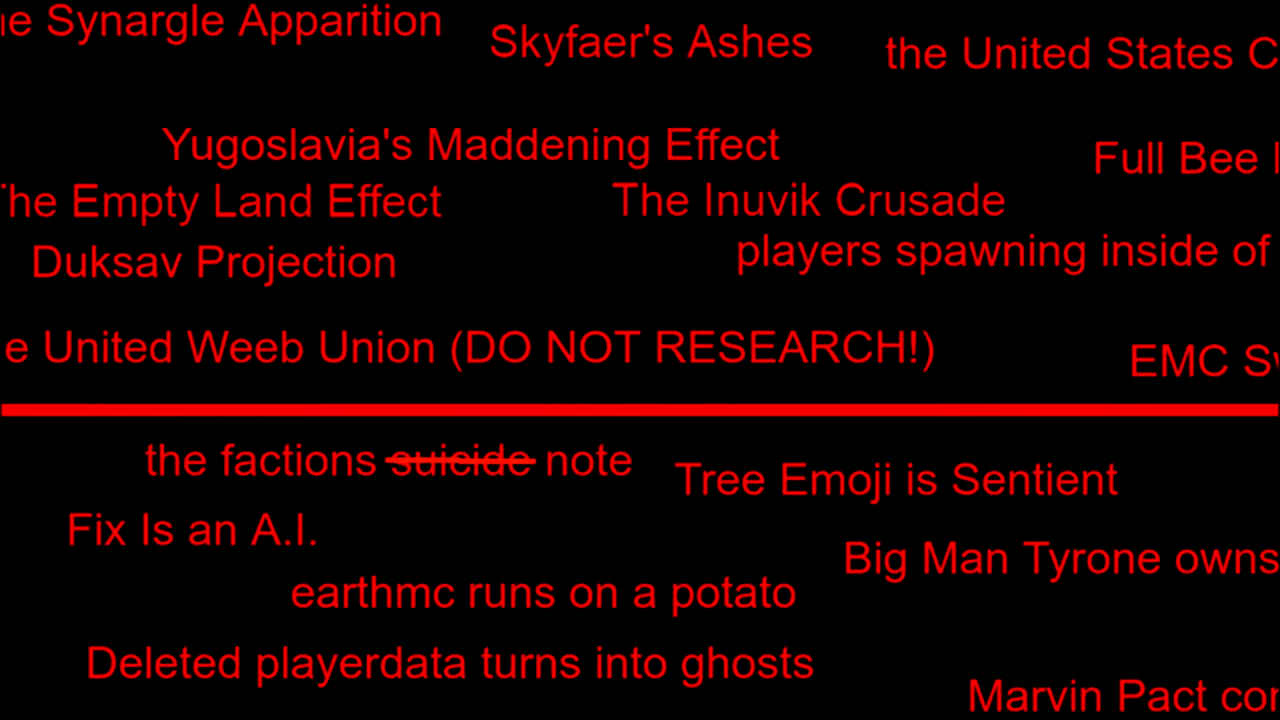 Synargle Apparition
Skyfaer's Ashes
the United States
Yugoslavia's Maddening Effect
Full Bee
The Empty Land Effect
The Inuvik Crusade
players spawning inside of
Duksav Projection
United Weeb Union (DO NOT RESEARCH!)
EMC
the factions suicide note
Tree Emoji is Sentient
Fix Is an A.I.
Big Man Tyrone owns
earthmc runs on a potato
Deleted playerdata turns into ghosts
Marvin Pact